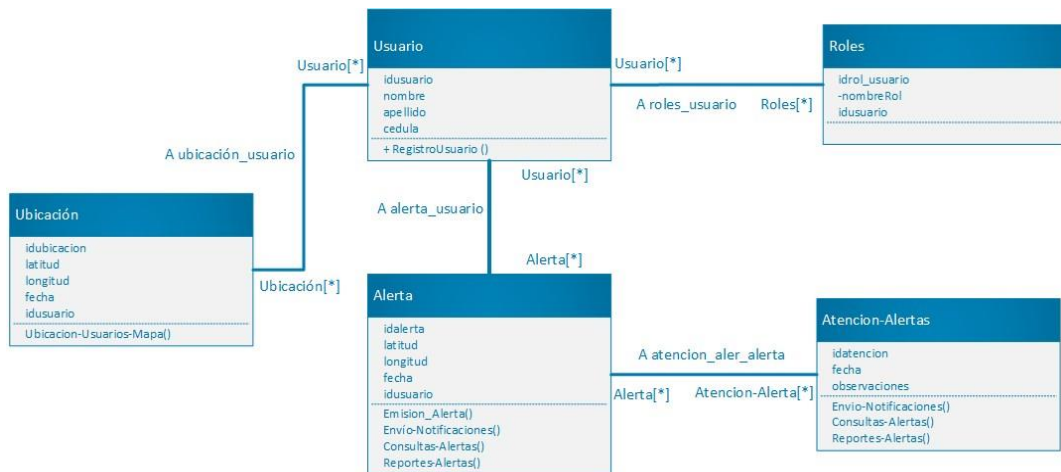 Usuario
idusuario
nombre
apellido
cedula
+ RegistroUsuario ()
Roles
idrol_usuario
-nombreRol
idusuario
Usuario[*]
Usuario[*]
A roles_usuario
Roles[*]
A ubicación_usuario
Usuario[*]
A alerta_usuario
Ubicación
idubicacion
latitud
longitud
fecha
idusuario
Ubicacion-Usuarios-Mapa()
Ubicación[*]
Alerta[*]
Alerta
idalerta
latitud
longitud
fecha
idusuario
Emision_Alerta()
Envío-Notificaciones()
Consultas-Alertas()
Reportes-Alertas()
A atencion_aler_alerta
Alerta[*]
Atencion-Alerta[*]
Atencion-Alertas
idatencion
fecha
observaciones
Envio-Notificaciones()
Consultas-Alertas()
Reportes-Alertas()